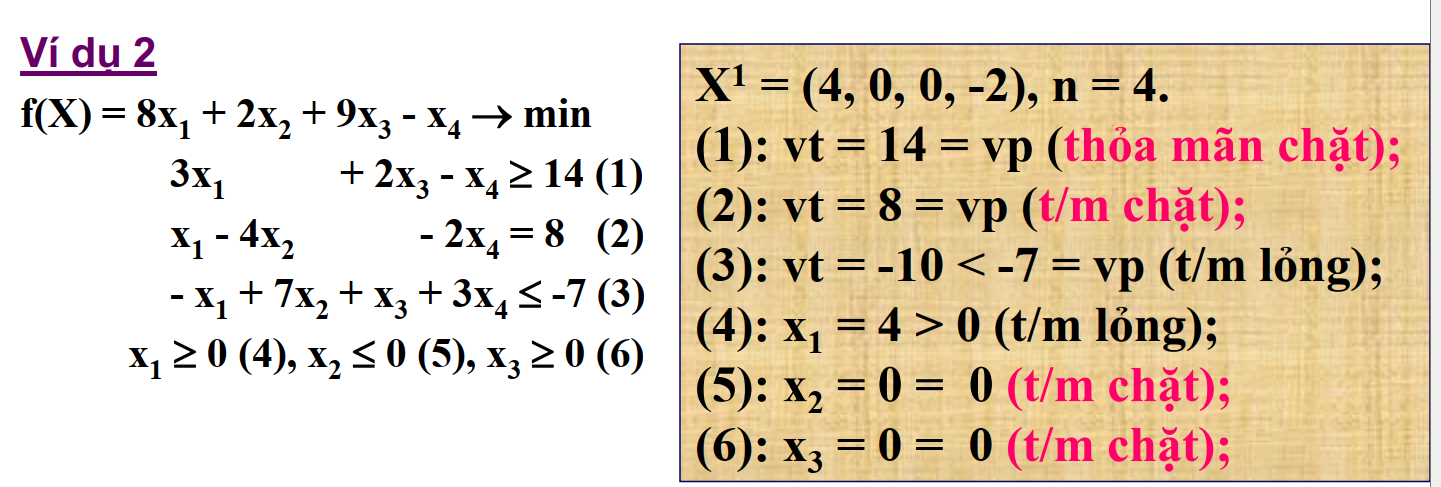 Ví dụ 2
f(X) = 8x₁ + 2x₂ + 9x₃ - x₄ → min
3x₁ + 2x₃ - x₄ ≥ 14 (1)
x₁ - 4x₂ - 2x₄ = 8 (2)
- x₁ + 7x₂ + x₃ + 3x₄ ≤ -7 (3)
x₁ ≥ 0 (4), x₂ ≤ 0 (5), x₃ ≥ 0 (6)
X¹ = (4, 0, 0, -2), n = 4.
(1): vt = 14 = vp (thỏa mãn chặt);
(2): vt = 8 = vp (t/m chặt);
(3): vt = -10 < -7 = vp (t/m lỏng);
(4): x₁ = 4 > 0 (t/m lỏng);
(5): x₂ = 0 = 0 (t/m chặt);
(6): x₃ = 0 = 0 (t/m chặt);